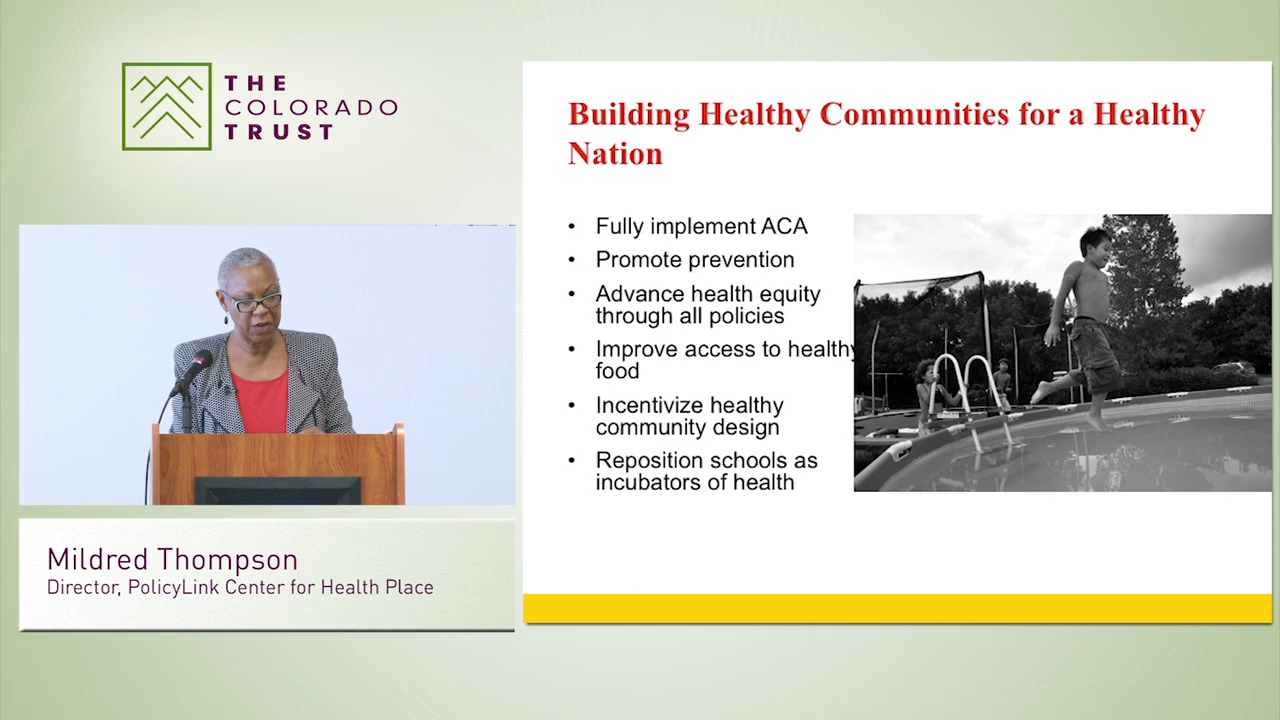 THE
COLORADO
TRUST
Mildred Thompson
Director, PolicyLink Center for Health Place
Building Healthy Communities for a Healthy
Nation
• Fully implement ACA
• Promote prevention
• Advance health equity
through all policies
• Improve access to healthy
food
• Incentivize healthy
community design
• Reposition schools as
incubators of health